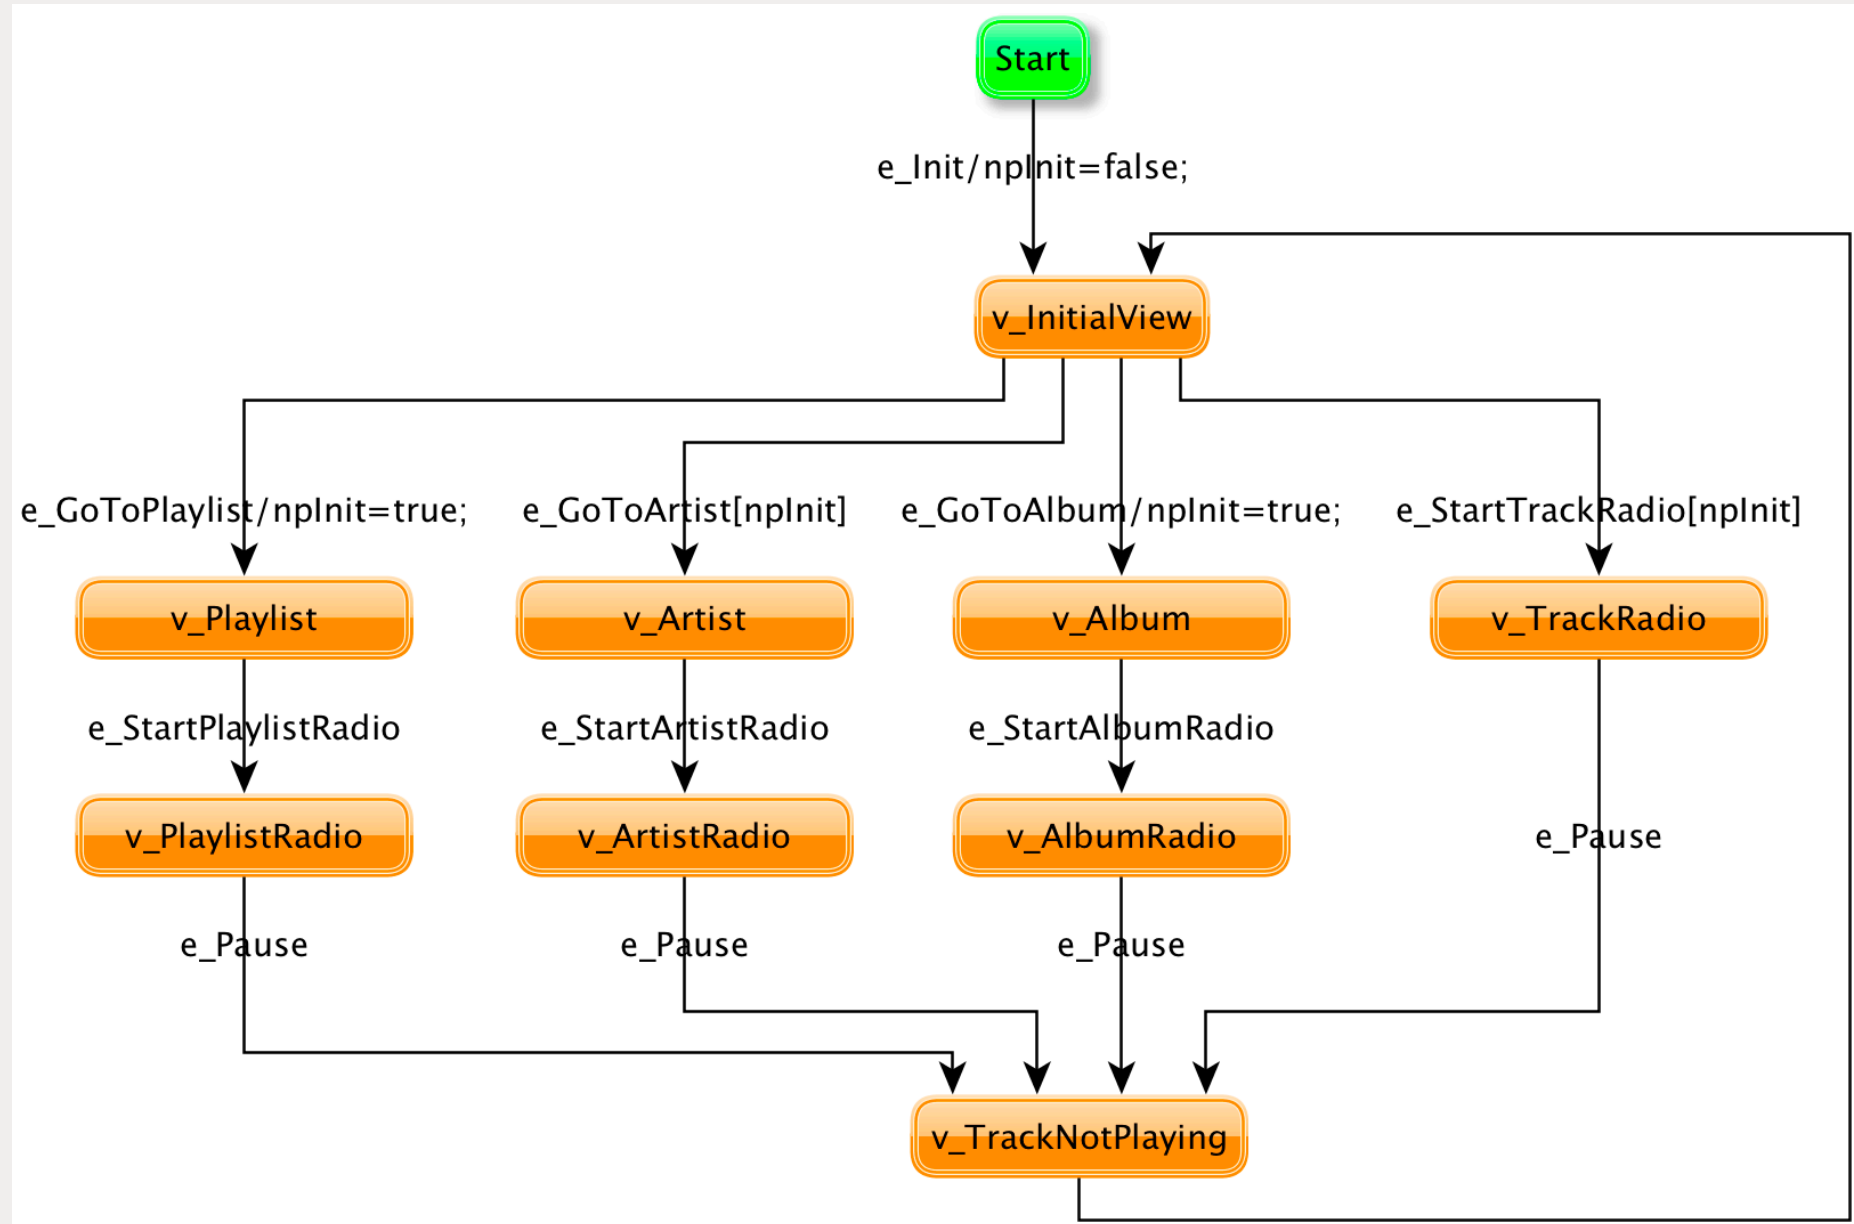 Start
e_Init/npInit=false;
v_InitialView
e_GoToPlaylist/npInit=true;
e_GoToArtist[npInit]
e_GoToAlbum/npInit=true;
e_StartTrackRadio[npInit]
v_Playlist
v_Artist
v_Album
v_TrackRadio
e_StartPlaylistRadio
e_StartArtistRadio
e_StartAlbumRadio
v_PlaylistRadio
v_ArtistRadio
v_AlbumRadio
e_Pause
e_Pause
e_Pause
e_Pause
v_TrackNotPlaying